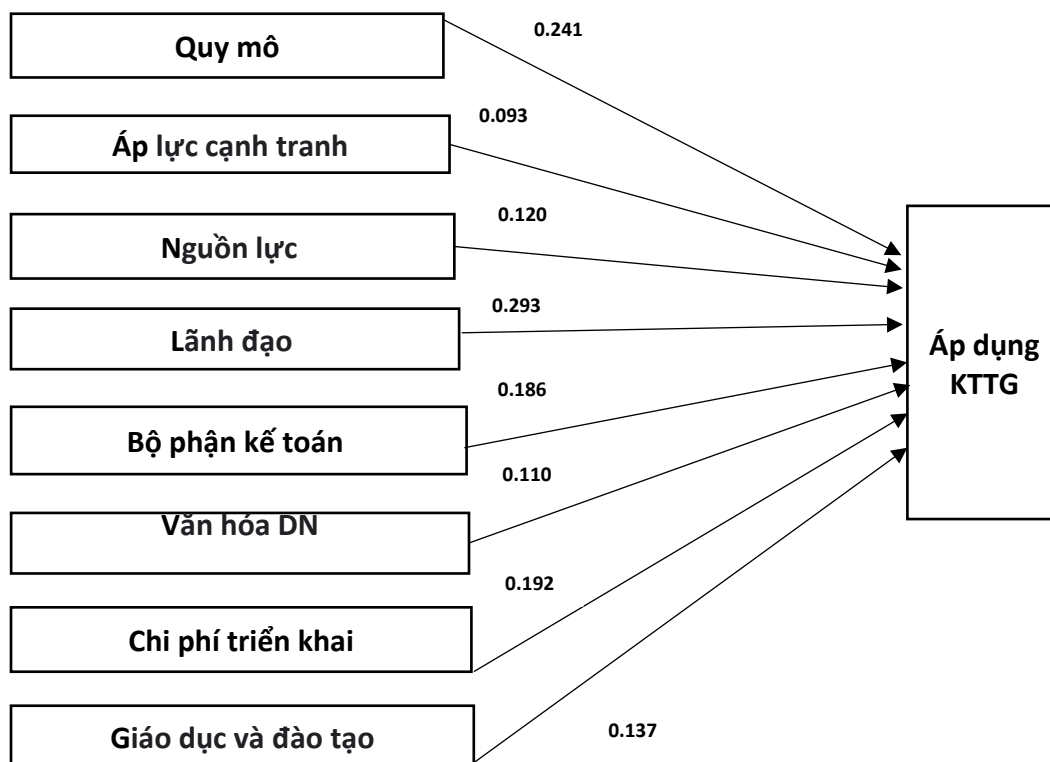 0.241
Quy mô
0.093
Áp lực cạnh tranh
0.120
Nguồn lực
0.293
Lãnh đạo
Áp dụng
KTTG
0.186
Bộ phận kế toán
0.110
Văn hóa DN
0.192
Chi phí triển khai
0.137
Giáo dục và đào tạo